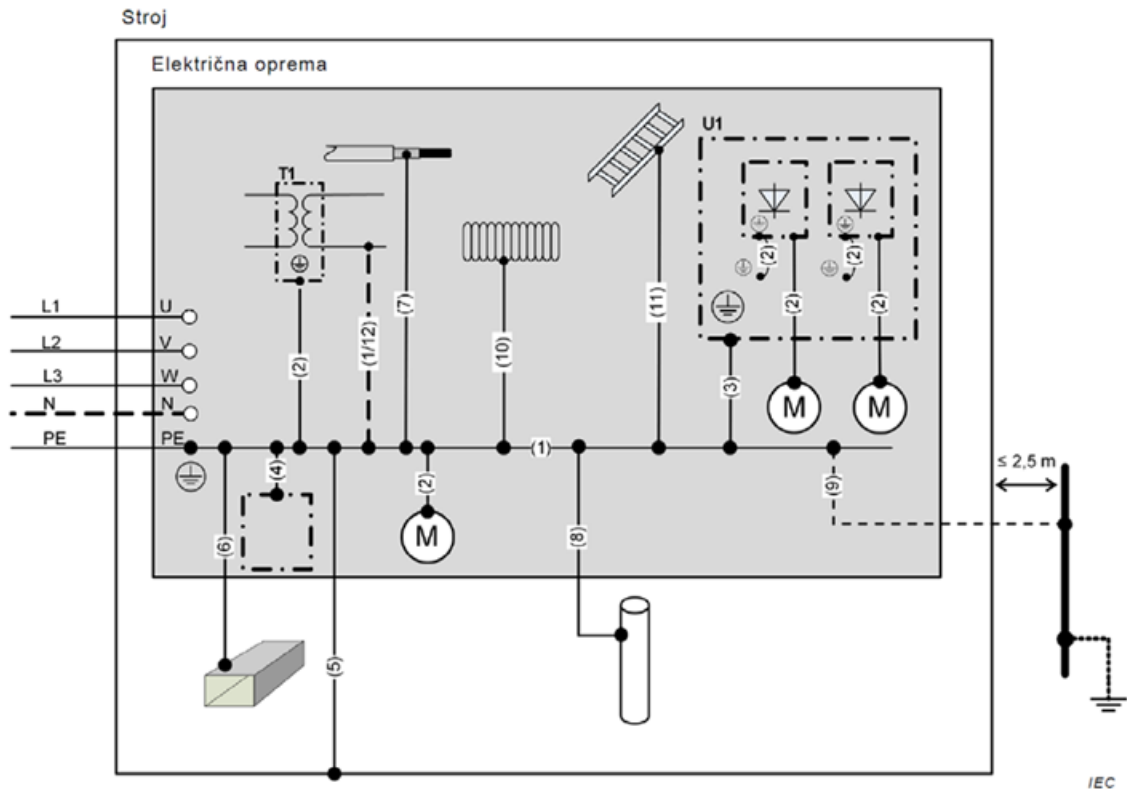 Stroj
Električna oprema
U1
T1
(2)
(2)
(7)
(11)
L1 U
(2)
(2)
(1/12)
(10)
L2 V
(2)
(3)
L3 W
M
M
N N
PE PE
(1)
≤ 2,5 m
(4)
(2)
(9)
(6)
M
(8)
(5)
IEC